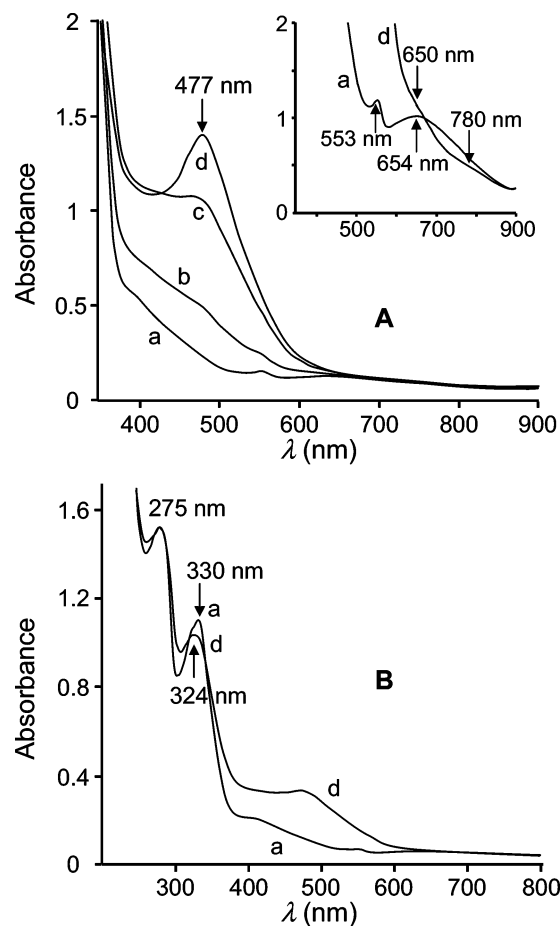 2
1.5
1
0.5
0
Absorbance
400 500 600 700 800 900
λ (nm)
477 nm
d
c
b
a
A
2
1
0
500 700 900
a
d
650 nm
553 nm
654 nm
780 nm
1.6
1.2
0.8
0.4
0
Absorbance
300 400 500 600 700 800
λ (nm)
275 nm
330 nm
a
d
324 nm
B
d
a